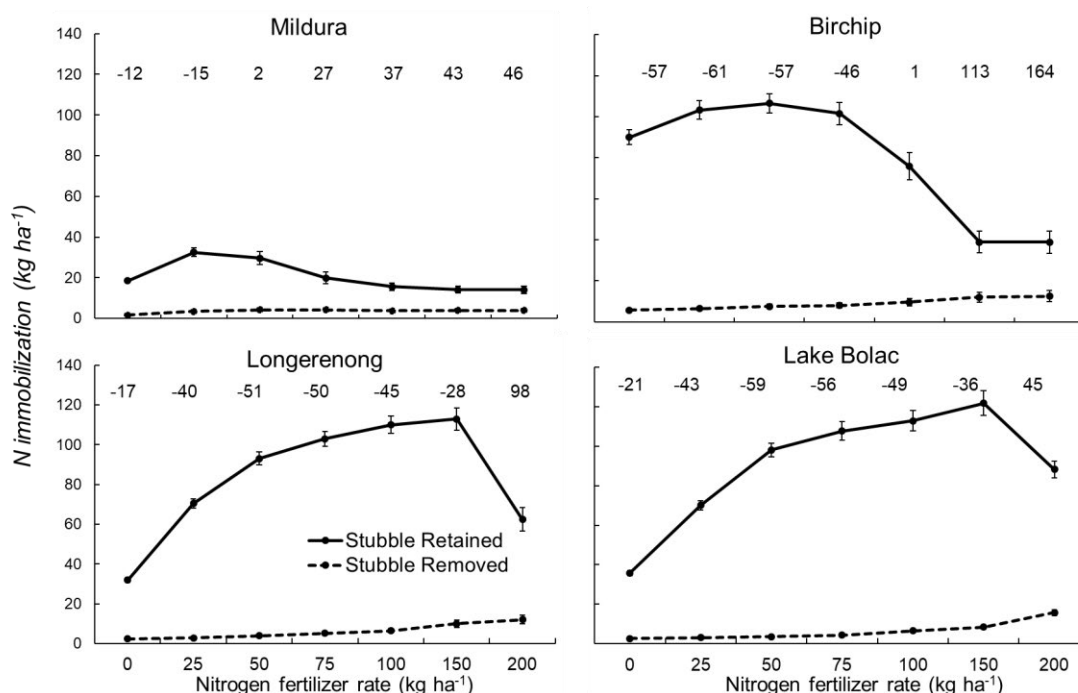 Mildura
140
120
100
80
60
40
20
0
-12 -15 2 27 37 43 46
Birchip
-57 -61 -57 -46 1 113 164
N immobilization (kg ha⁻¹)
Longerenong
140
120
100
80
60
40
20
0
-17 -40 -51 -50 -45 -28 98
Stubble Retained
Stubble Removed
0 25 50 75 100 150 200
Nitrogen fertilizer rate (kg ha⁻¹)
Lake Bolac
-21 -43 -59 -56 -49 -36 45
0 25 50 75 100 150 200
Nitrogen fertilizer rate (kg ha⁻¹)